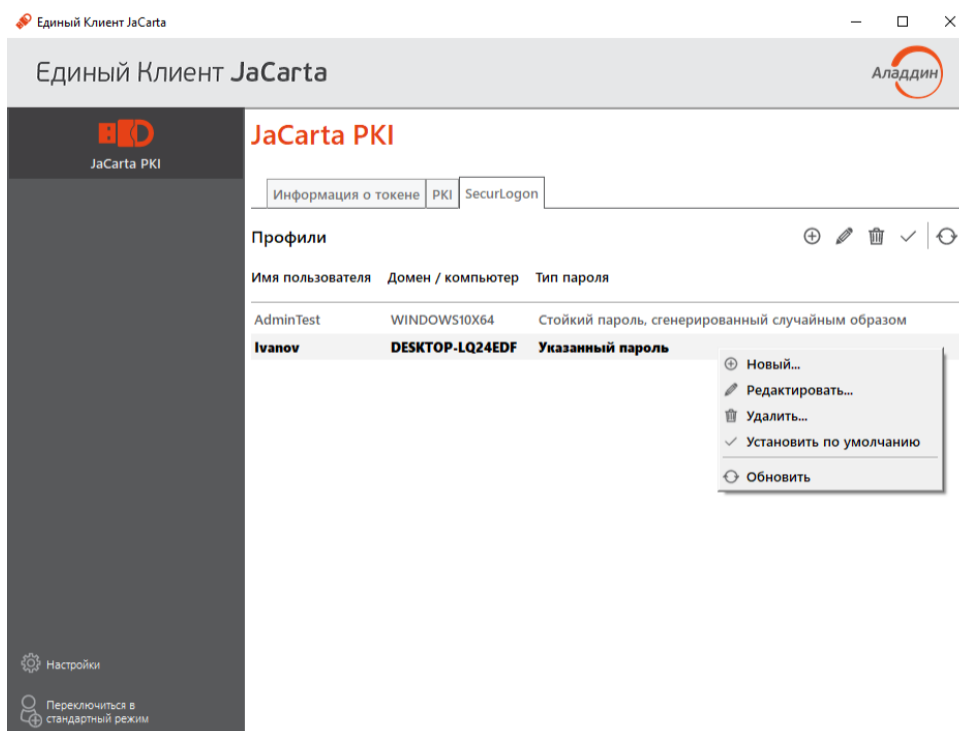 Единый Клиент JaCarta
Единый Клиент JaCarta
Аладдин
JaCarta PKI
JaCarta PKI
Информация о токене PKI SecurLogon
Профили
Имя пользователя Домен / компьютер Тип пароля
AdminTest WINDOWS10X64 Стойкий пароль, сгенерированный случайным образом
Ivanov DESKTOP-LQ24EDF Указанный пароль
Новый...
Редактировать...
Удалить...
Установить по умолчанию
Обновить
Настройки
Переключиться в
стандартный режим